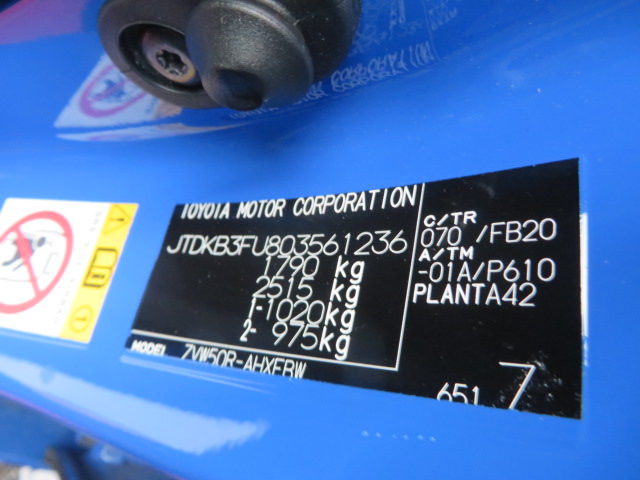 TOYOTA MOTOR CORPORATION
JTDKB3FU803561236
1790 kg
2515 kg
1-1020kg
2- 975kg
MODEL ZVW50R-AHXEBW
C/TR
070 /FB20
A/TM
-01A/P610
PLANTA42
651 7